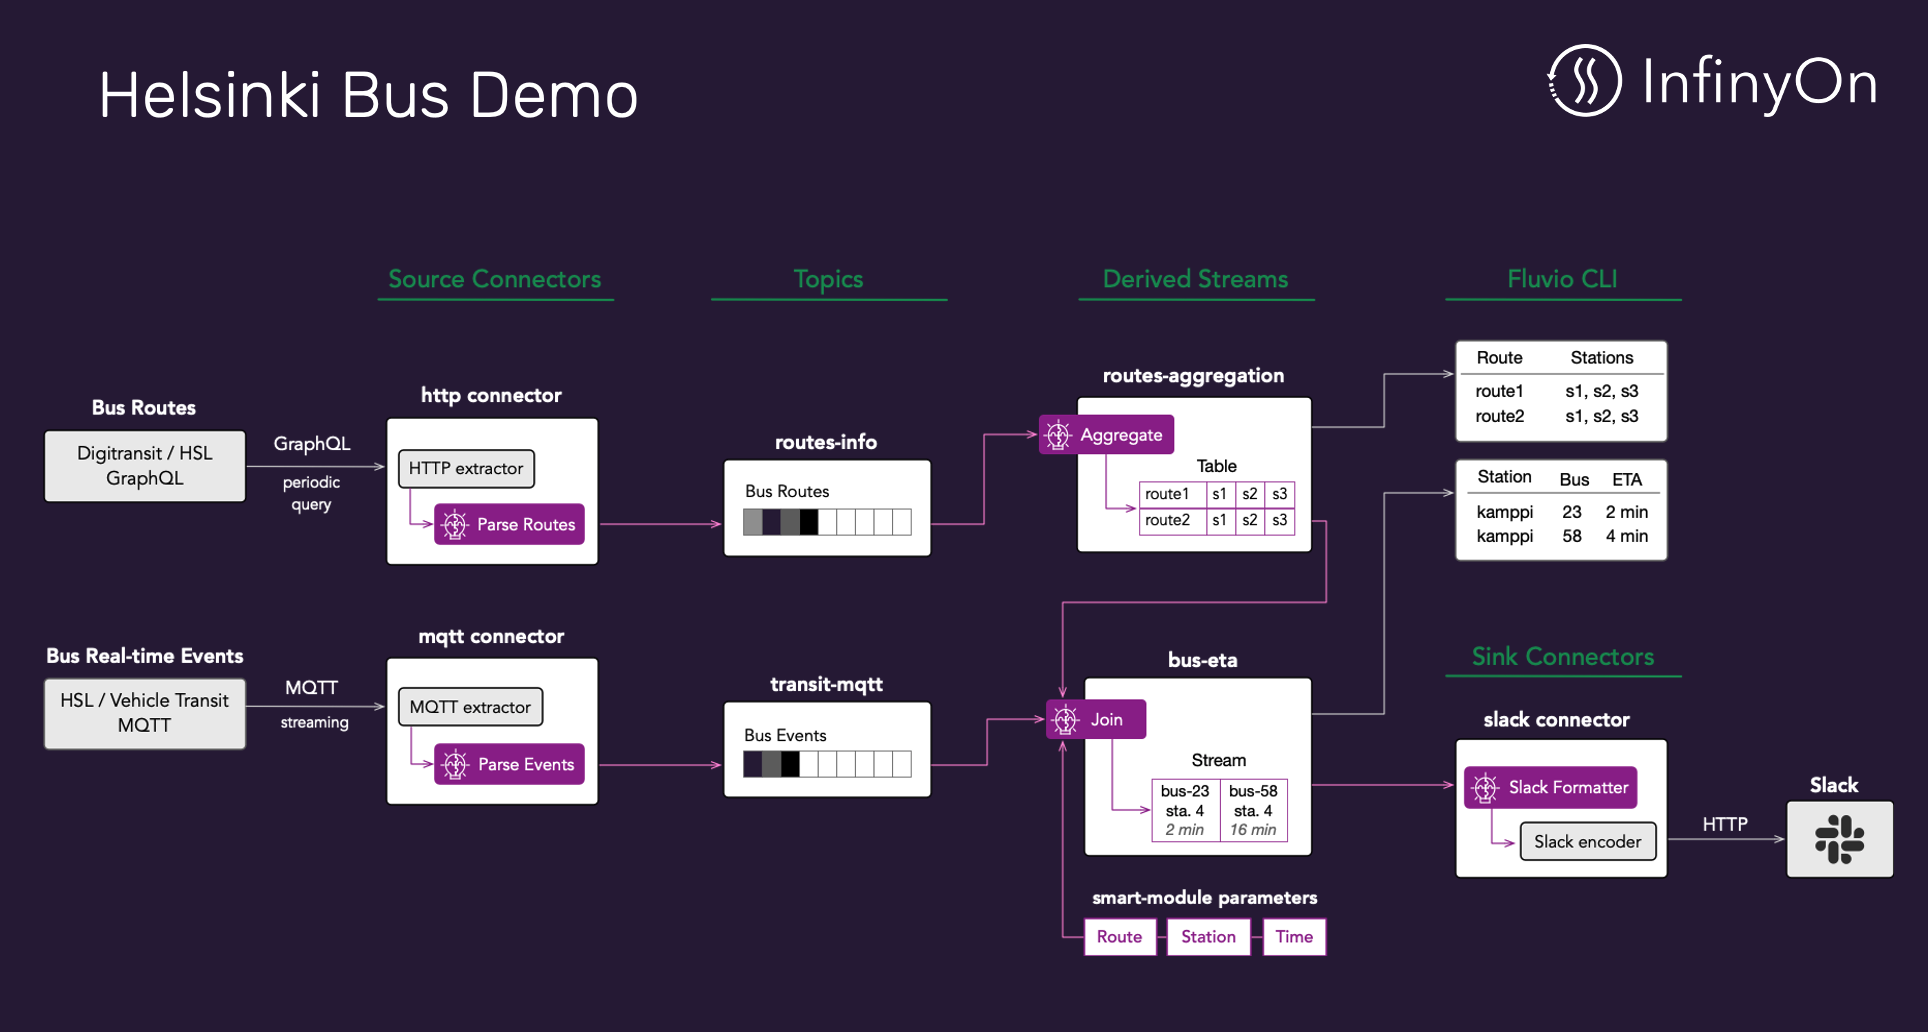 Helsinki Bus Demo
InfinyOn
Source Connectors
Topics
Derived Streams
Fluvio CLI
Bus Routes
Digitransit / HSL
GraphQL
GraphQL
periodic
query
http connector
HTTP extractor
Parse Routes
routes-info
Bus Routes
routes-aggregation
Aggregate
Table
route1 s1 s2 s3
route2 s1 s2 s3
Route Stations
route1 s1, s2, s3
route2 s1, s2, s3
Station Bus ETA
kamppi 23 2 min
kamppi 58 4 min
Bus Real-time Events
HSL / Vehicle Transit
MQTT
MQTT
streaming
mqtt connector
MQTT extractor
Parse Events
transit-mqtt
Bus Events
bus-eta
Join
Stream
bus-23 bus-58
sta. 4 sta. 4
2 min 16 min
smart-module parameters
Route Station Time
Sink Connectors
slack connector
Slack Formatter
Slack encoder
HTTP
Slack